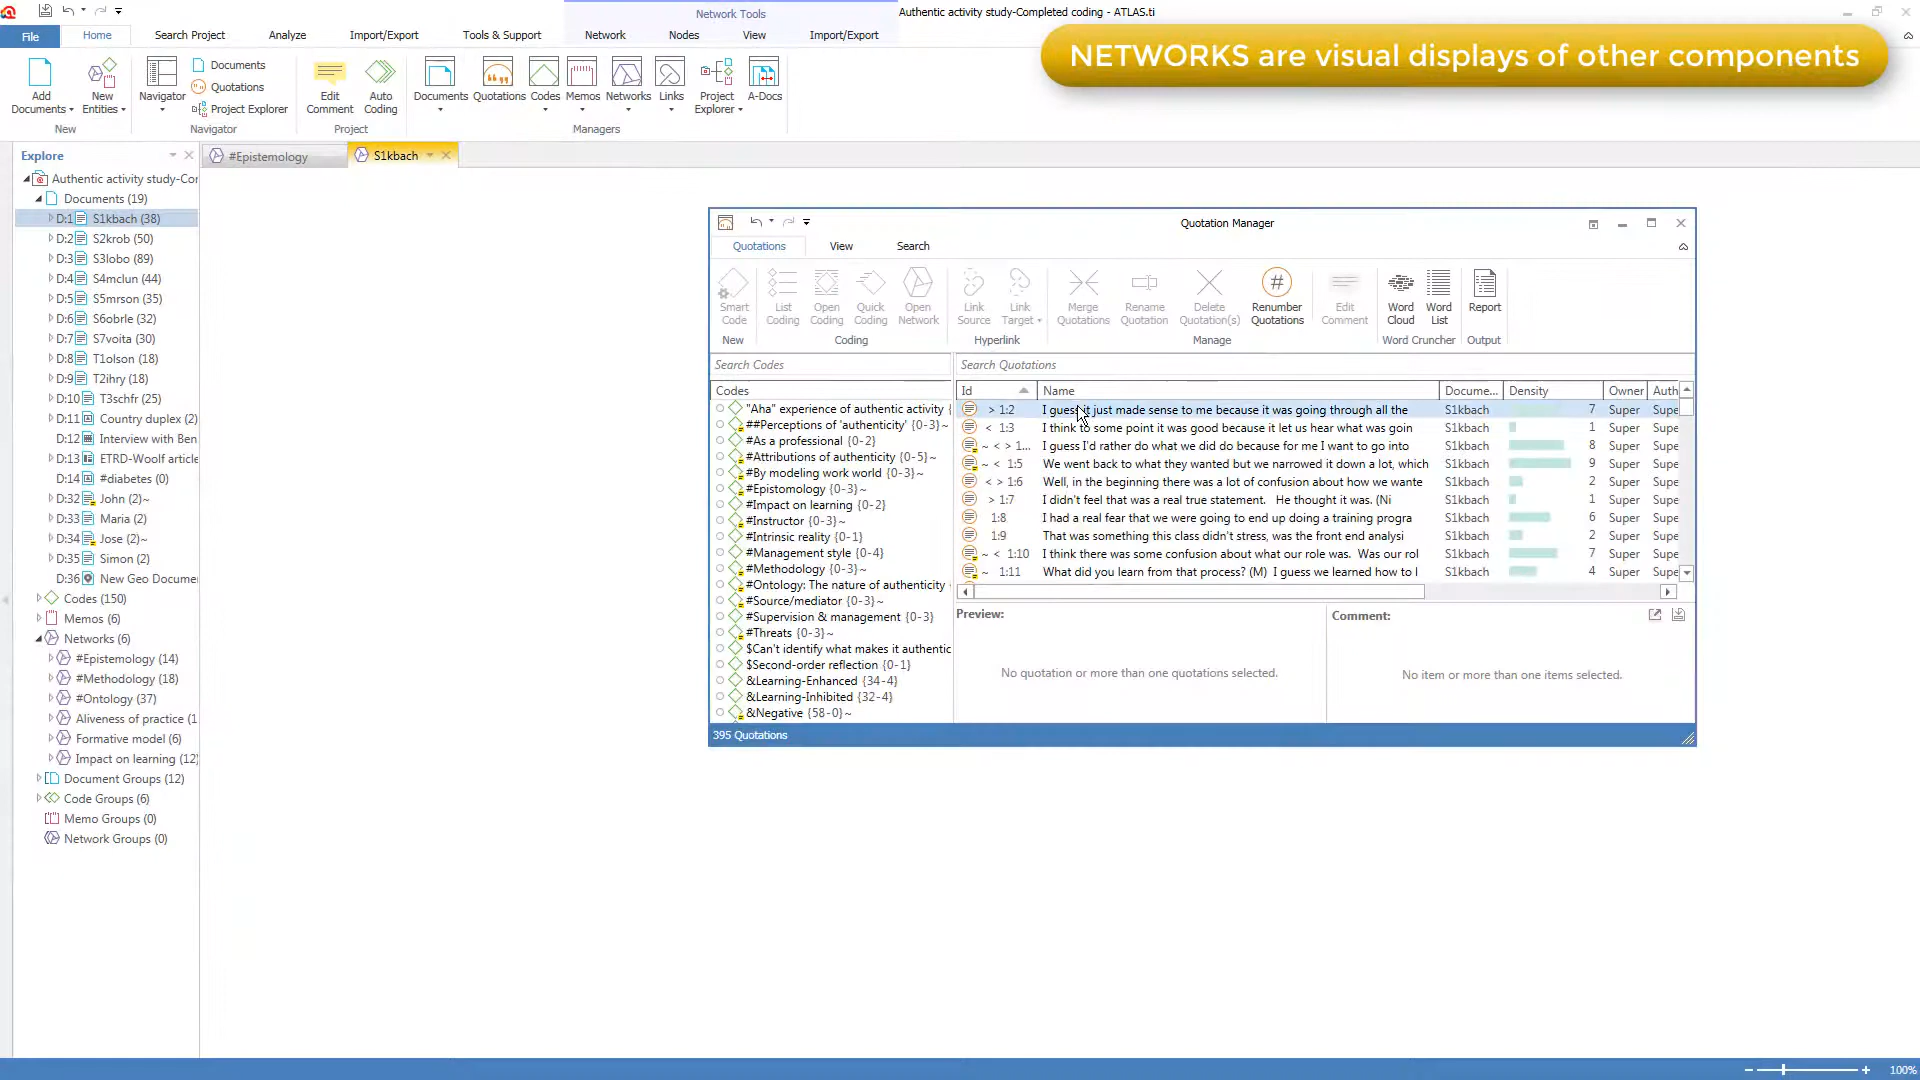 Network Tools
Authentic activity study-Completed coding - ATLAS.ti
File
Home
Search Project
Analyze
Import/Export
Tools & Support
Network
Nodes
View
Import/Export
NETWORKS are visual displays of other components
Add Documents
New Entities
New
Navigator
Documents
Quotations
Project Explorer
Navigator
Edit Comment
Auto Coding
Project
Documents
Quotations
Codes
Memos
Networks
Links
Project Explorer
A-Docs
Managers
Explore
#Epistemology
S1kbach
Authentic activity study-Cor
Documents (19)
D:1 S1kbach (38)
D:2 S2krob (50)
D:3 S3lobo (89)
D:4 S4mclun (44)
D:5 S5mrson (35)
D:6 S6obrle (32)
D:7 S7voita (30)
D:8 T1olson (18)
D:9 T2ihry (18)
D:10 T3schfr (25)
D:11 Country duplex (2)
D:12 Interview with Ben
D:13 ETRD-Woolf article
D:14 #diabetes (0)
D:32 John (2)~
D:33 Maria (2)
D:34 Jose (2)~
D:35 Simon (2)
D:36 New Geo Docume
Codes (150)
Memos (6)
Networks (6)
#Epistemology (14)
#Methodology (18)
#Ontology (37)
Aliveness of practice (1
Formative model (6)
Impact on learning (12)
Document Groups (12)
Code Groups (6)
Memo Groups (0)
Network Groups (0)
Quotation Manager
Quotations
View
Search
Smart Code
New
List Coding
Open Coding
Quick Coding
Open Network
Coding
Link Source
Link Target
Hyperlink
Merge Quotations
Rename Quotation
Delete Quotation(s)
Renumber Quotations
Manage
Edit Comment
Word Cloud
Word List
Word Cruncher
Report
Output
Search Codes
Search Quotations
Codes
"Aha" experience of authentic activity {
##Perceptions of 'authenticity' {0-3}~
#As a professional {0-2}
#Attributions of authenticity {0-5}~
#By modeling work world {0-3}~
#Epistomology {0-3}~
#Impact on learning {0-2}
#Instructor {0-3}~
#Intrinsic reality {0-1}
#Management style {0-4}
#Methodology {0-3}~
#Ontology: The nature of authenticity
#Source/mediator {0-3}~
#Supervision & management {0-3}
#Threats {0-3}~
$Can't identify what makes it authentic
$Second-order reflection {0-1}
&Learning-Enhanced {34-4}
&Learning-Inhibited {32-4}
&Negative {58-0}~
Id Name Docume... Density Owner Auth
> 1:2 I guess it just made sense to me because it was going through all the S1kbach 7 Super Supe
< 1:3 I think to some point it was good because it let us hear what was goin S1kbach 1 Super Supe
~ < > 1... I guess I'd rather do what we did do because for me I want to go into S1kbach 8 Super Supe
~ < 1:5 We went back to what they wanted but we narrowed it down a lot, which S1kbach 9 Super Supe
< > 1:6 Well, in the beginning there was a lot of confusion about how we wante S1kbach 2 Super Supe
> 1:7 I didn't feel that was a real true statement. He thought it was. (Ni S1kbach 1 Super Supe
1:8 I had a real fear that we were going to end up doing a training progra S1kbach 6 Super Supe
1:9 That was something this class didn't stress, was the front end analysi S1kbach 2 Super Supe
~ < 1:10 I think there was some confusion about what our role was. Was our rol S1kbach 7 Super Supe
~ 1:11 What did you learn from that process? (M) I guess we learned how to l S1kbach 4 Super Supe
Preview:
Comment:
No quotation or more than one quotations selected.
No item or more than one items selected.
395 Quotations
100%